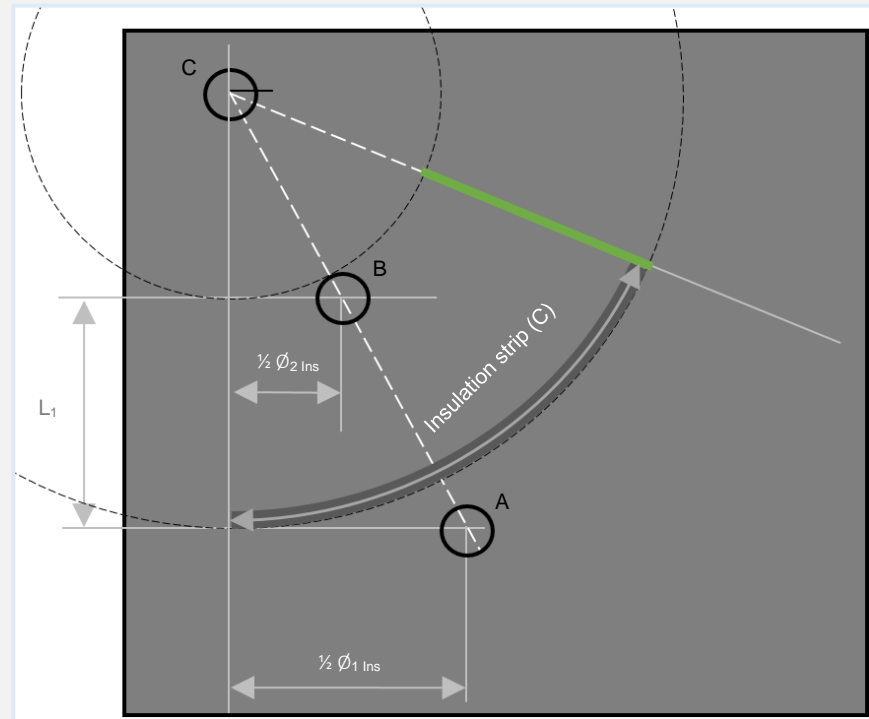 C
B
½ Ø₂ Ins
L₁
Insulation strip (C)
A
½ Ø₁ Ins